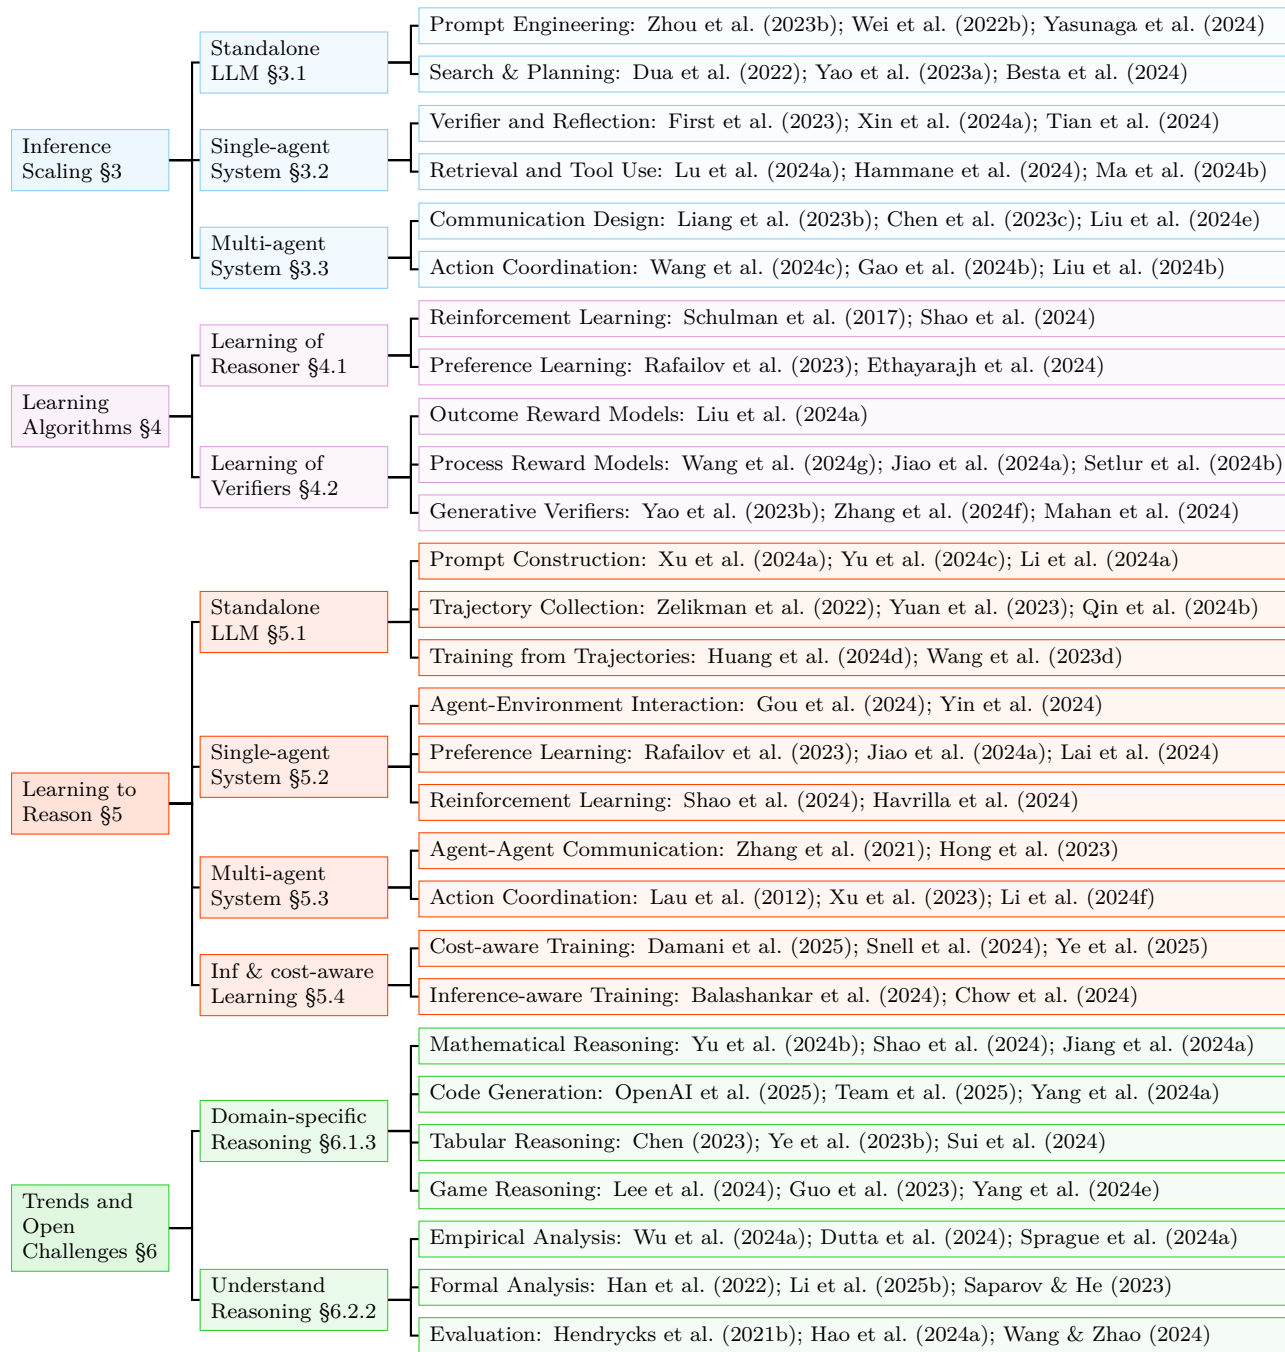 Inference
Scaling §3
Standalone
LLM §3.1
Prompt Engineering: Zhou et al. (2023b); Wei et al. (2022b); Yasunaga et al. (2024)
Search & Planning: Dua et al. (2022); Yao et al. (2023a); Besta et al. (2024)
Single-agent
System §3.2
Verifier and Reflection: First et al. (2023); Xin et al. (2024a); Tian et al. (2024)
Retrieval and Tool Use: Lu et al. (2024a); Hammane et al. (2024); Ma et al. (2024b)
Multi-agent
System §3.3
Communication Design: Liang et al. (2023b); Chen et al. (2023c); Liu et al. (2024e)
Action Coordination: Wang et al. (2024c); Gao et al. (2024b); Liu et al. (2024b)
Learning
Algorithms §4
Learning of
Reasoner §4.1
Reinforcement Learning: Schulman et al. (2017); Shao et al. (2024)
Preference Learning: Rafailov et al. (2023); Ethayarajh et al. (2024)
Learning of
Verifiers §4.2
Outcome Reward Models: Liu et al. (2024a)
Process Reward Models: Wang et al. (2024g); Jiao et al. (2024a); Setlur et al. (2024b)
Generative Verifiers: Yao et al. (2023b); Zhang et al. (2024f); Mahan et al. (2024)
Learning to
Reason §5
Standalone
LLM §5.1
Prompt Construction: Xu et al. (2024a); Yu et al. (2024c); Li et al. (2024a)
Trajectory Collection: Zelikman et al. (2022); Yuan et al. (2023); Qin et al. (2024b)
Training from Trajectories: Huang et al. (2024d); Wang et al. (2023d)
Single-agent
System §5.2
Agent-Environment Interaction: Gou et al. (2024); Yin et al. (2024)
Preference Learning: Rafailov et al. (2023); Jiao et al. (2024a); Lai et al. (2024)
Reinforcement Learning: Shao et al. (2024); Havrilla et al. (2024)
Multi-agent
System §5.3
Agent-Agent Communication: Zhang et al. (2021); Hong et al. (2023)
Action Coordination: Lau et al. (2012); Xu et al. (2023); Li et al. (2024f)
Inf & cost-aware
Learning §5.4
Cost-aware Training: Damani et al. (2025); Snell et al. (2024); Ye et al. (2025)
Inference-aware Training: Balashankar et al. (2024); Chow et al. (2024)
Trends and
Open
Challenges §6
Domain-specific
Reasoning §6.1.3
Mathematical Reasoning: Yu et al. (2024b); Shao et al. (2024); Jiang et al. (2024a)
Code Generation: OpenAI et al. (2025); Team et al. (2025); Yang et al. (2024a)
Tabular Reasoning: Chen (2023); Ye et al. (2023b); Sui et al. (2024)
Game Reasoning: Lee et al. (2024); Guo et al. (2023); Yang et al. (2024e)
Understand
Reasoning §6.2.2
Empirical Analysis: Wu et al. (2024a); Dutta et al. (2024); Sprague et al. (2024a)
Formal Analysis: Han et al. (2022); Li et al. (2025b); Saparov & He (2023)
Evaluation: Hendrycks et al. (2021b); Hao et al. (2024a); Wang & Zhao (2024)